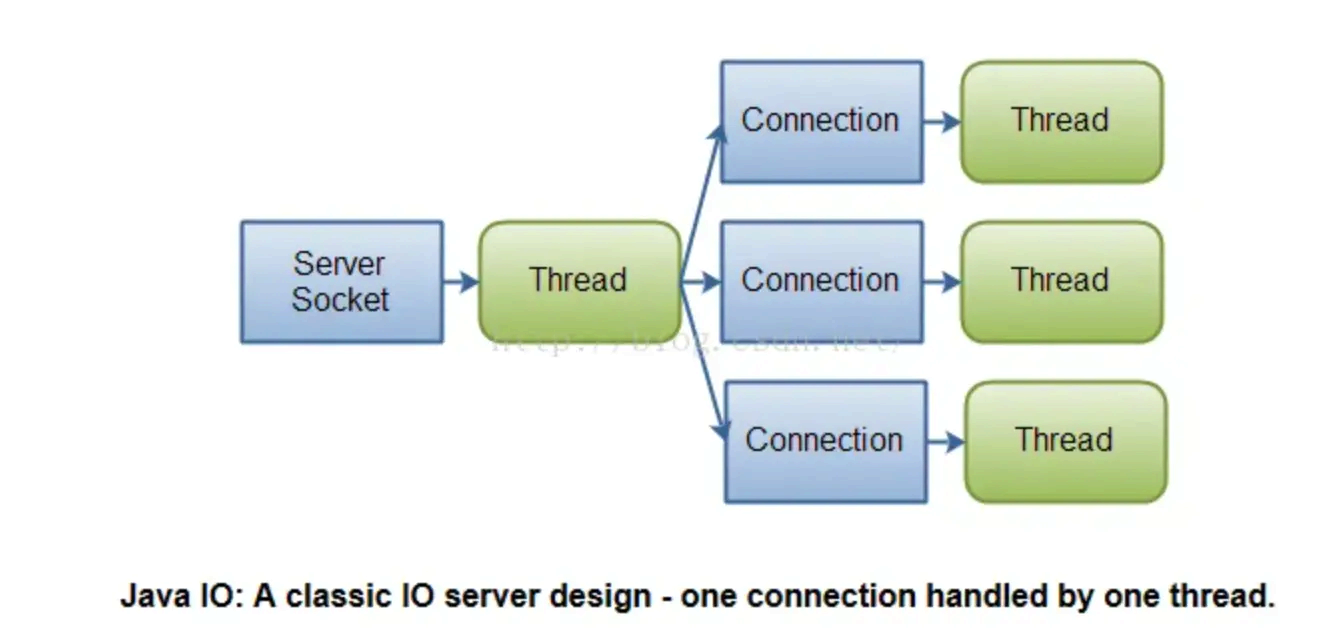 Connection
Thread
Server
Socket
Thread
Connection
Thread
http://blog.csdn.net/
Connection
Thread
Java IO: A classic IO server design - one connection handled by one thread.